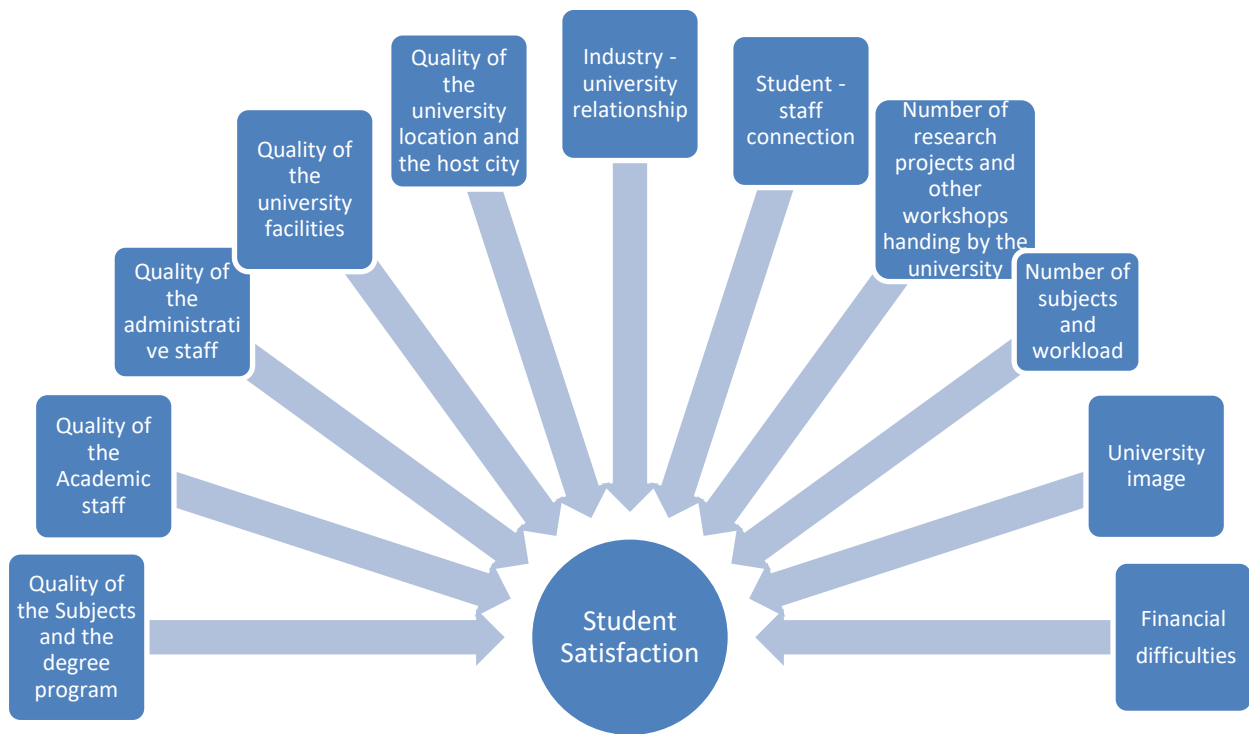 Quality of
the
university
location and
the host city
Industry -
university
relationship
Student -
staff
connection
Number of
research
projects and
other
workshops
handing by the
university
Quality of
the
university
facilities
Quality of
the
administrati
ve staff
Number of
subjects
and
workload
Quality of
the
Academic
staff
University
image
Quality of
the Subjects
and the
degree
program
Student
Satisfaction
Financial
difficulties